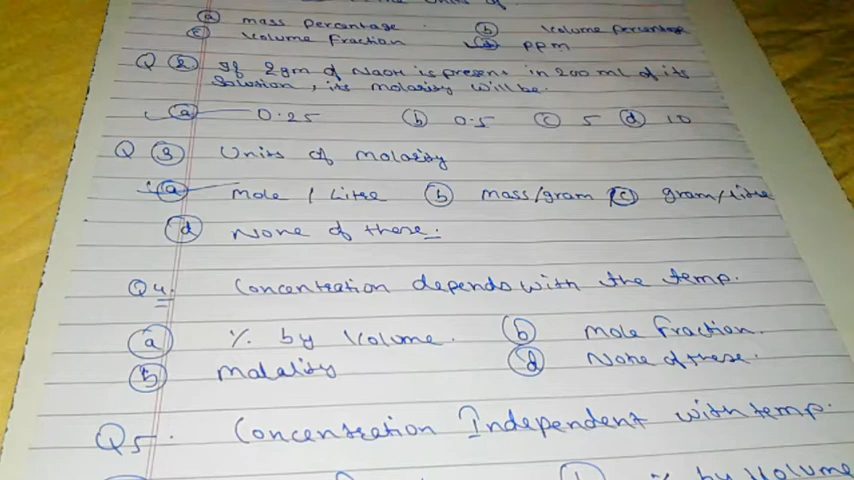 the Units of
(a) mass percentage (b) Volume percentage
(c) Volume fraction (d) ppm
Q (2) If 2gm of NaOH is present in 200 ml of its
Solution, its molarity will be.
(a) 0.25 (b) 0.5 (c) 5 (d) 10
Q (3) Units of molarity
(a) mole / Litre (b) mass/gram (c) gram/litre
(d) None of these:
Q4. Concentration depends with the temp.
(a) % by Volume. (b) mole fraction.
(b) Molality (d) None of these.
Q5. Concentration Independent with temp.
% by Volume